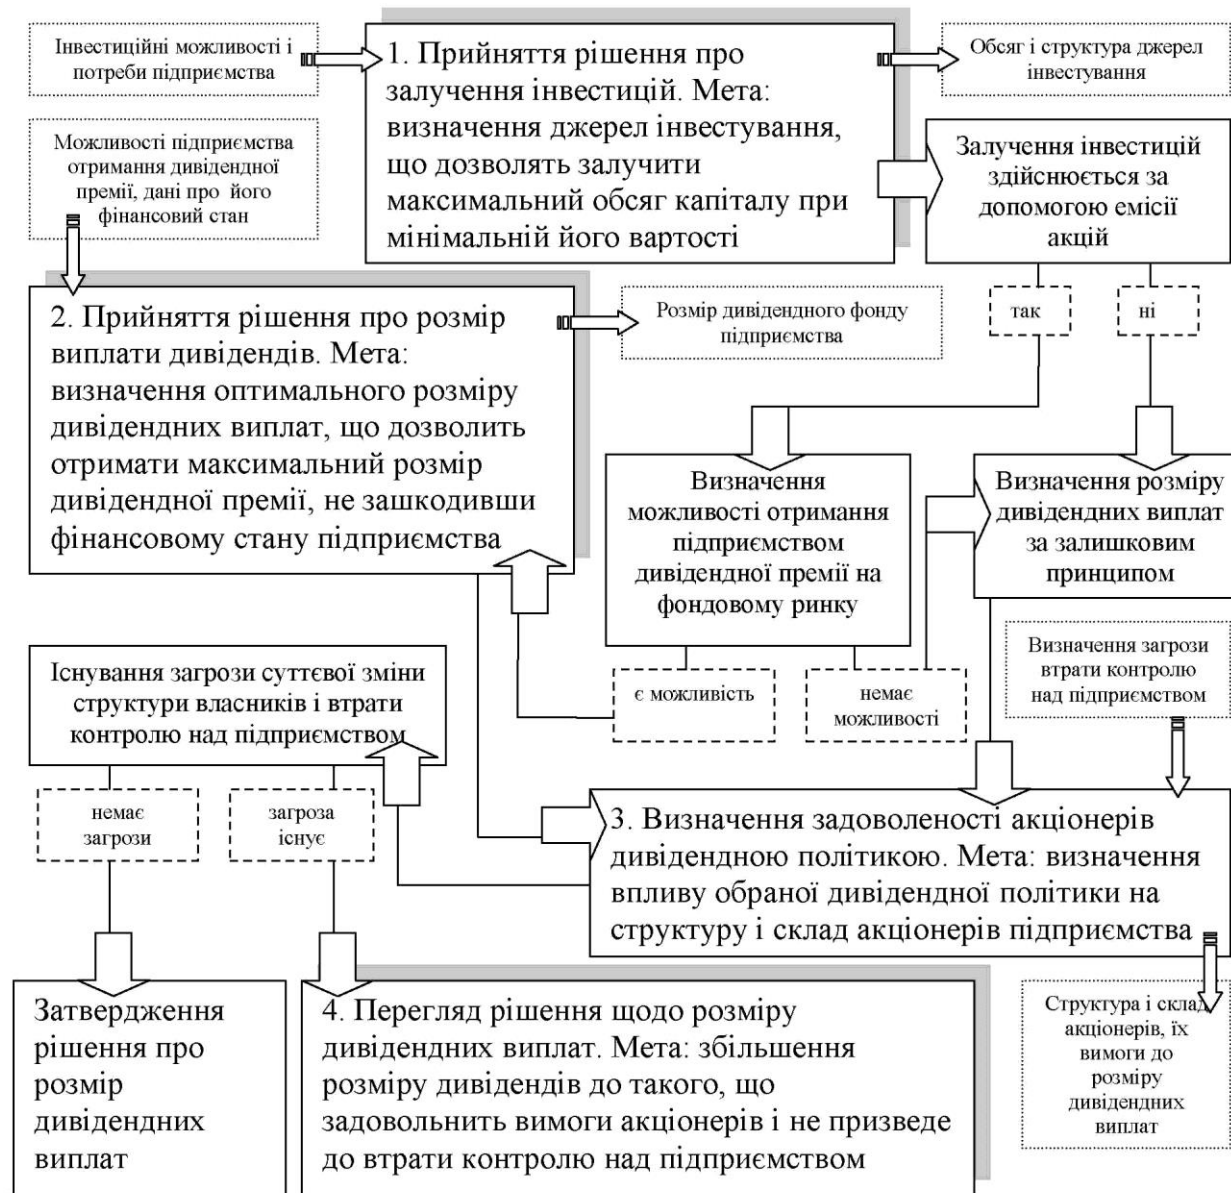 Інвестиційні можливості і
потреби підприємства
1. Прийняття рішення про
залучення інвестицій. Мета:
визначення джерел інвестування,
що дозволять залучити
максимальний обсяг капіталу при
мінімальній його вартості
Обсяг і структура джерел
інвестування
Можливості підприємства
отримання дивідендної
премії, дані про його
фінансовий стан
Залучення інвестицій
здійснюється за
допомогою емісії
акцій
так
ні
2. Прийняття рішення про розмір
виплати дивідендів. Мета:
визначення оптимального розміру
дивідендних виплат, що дозволить
отримати максимальний розмір
дивідендної премії, не зашкодивши
фінансовому стану підприємства
Розмір дивідендного фонду
підприємства
Визначення
можливості отримання
підприємством
дивідендної премії на
фондовому ринку
Визначення розміру
дивідендних виплат
за залишковим
принципом
є можливість
немає
можливості
Визначення загрози
втрати контролю
над підприємством
Існування загрози суттєвої зміни
структури власників і втрати
контролю над підприємством
немає
загрози
загроза
існує
3. Визначення задоволеності акціонерів
дивідендною політикою. Мета: визначення
впливу обраної дивідендної політики на
структуру і склад акціонерів підприємства
Затвердження
рішення про
розмір
дивідендних
виплат
4. Перегляд рішення щодо розміру
дивідендних виплат. Мета: збільшення
розміру дивідендів до такого, що
задовольнить вимоги акціонерів і не призведе
до втрати контролю над підприємством
Структура і склад
акціонерів, їх
вимоги до
розміру
дивідендних
виплат